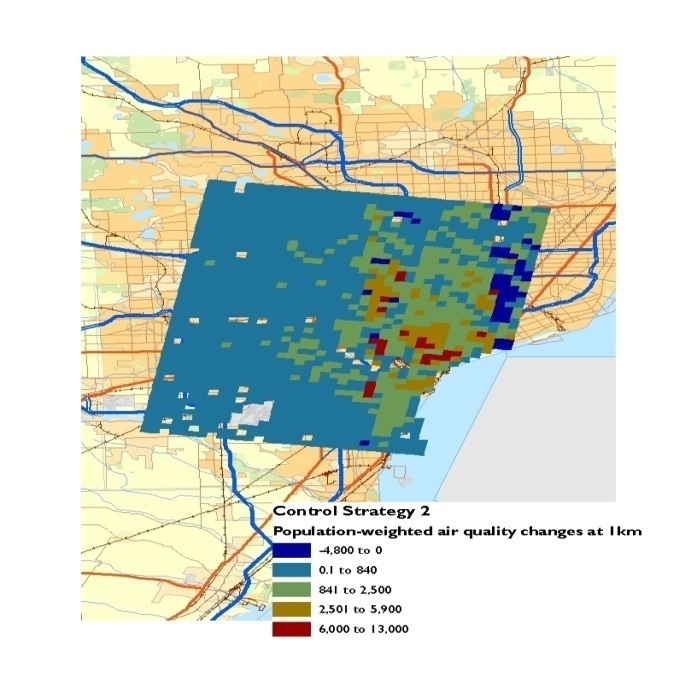 Control Strategy 2
Population-weighted air quality changes at 1km
-4,800 to 0
0.1 to 840
841 to 2,500
2,501 to 5,900
6,000 to 13,000